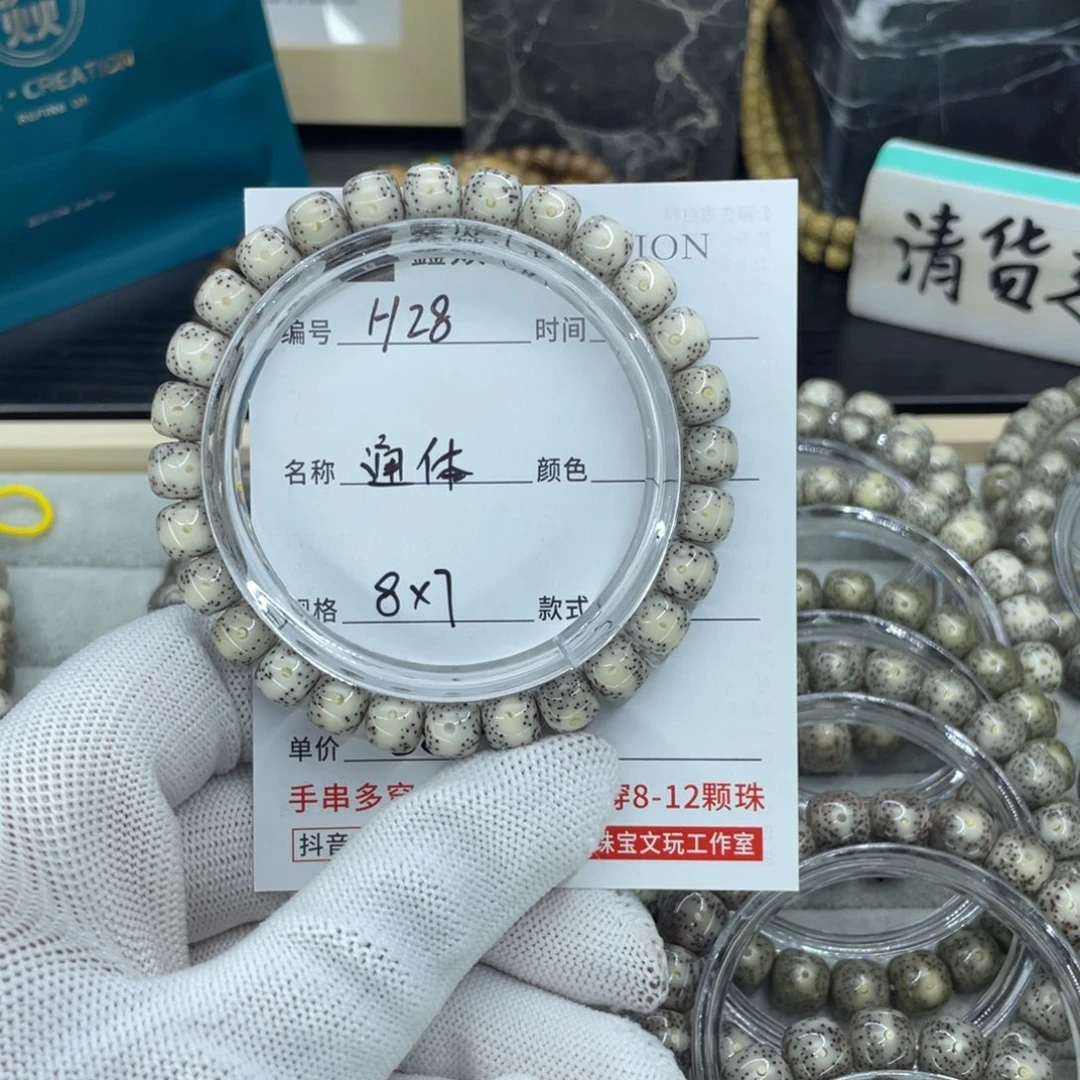 · CREATION
清货
ION
编号 H28 时间
名称 通体 颜色
格 8×7 款式
单价
手串多穿 穿8-12颗珠
抖音 珠宝文玩工作室